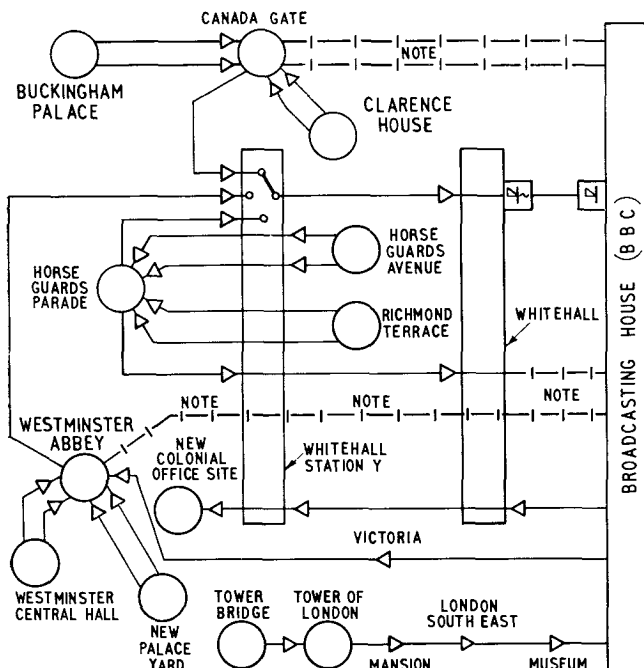 CANADA GATE
NOTE
BUCKINGHAM
PALACE
CLARENCE
HOUSE
HORSE
GUARDS
AVENUE
HORSE
GUARDS
PARADE
RICHMOND
TERRACE
WHITEHALL
BROADCASTING HOUSE (BBC)
NOTE
NOTE
NOTE
WESTMINSTER
ABBEY
NEW
COLONIAL
OFFICE SITE
WHITEHALL
STATION Y
VICTORIA
WESTMINSTER
CENTRAL HALL
NEW
PALACE
YARD
TOWER
BRIDGE
TOWER OF
LONDON
LONDON
SOUTH EAST
MANSION
MUSEUM